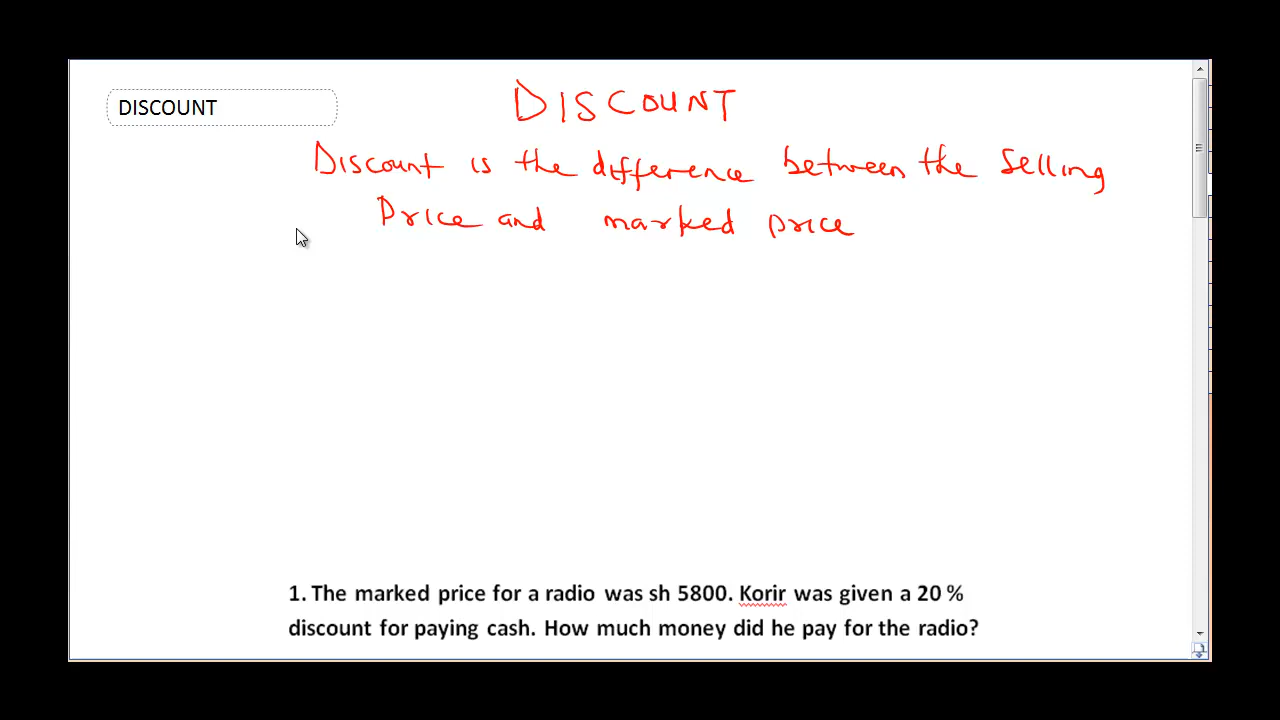 DISCOUNT
DISCOUNT
Discount is the difference between the Selling
Price and marked price
1. The marked price for a radio was sh 5800. Korir was given a 20 %
discount for paying cash. How much money did he pay for the radio?